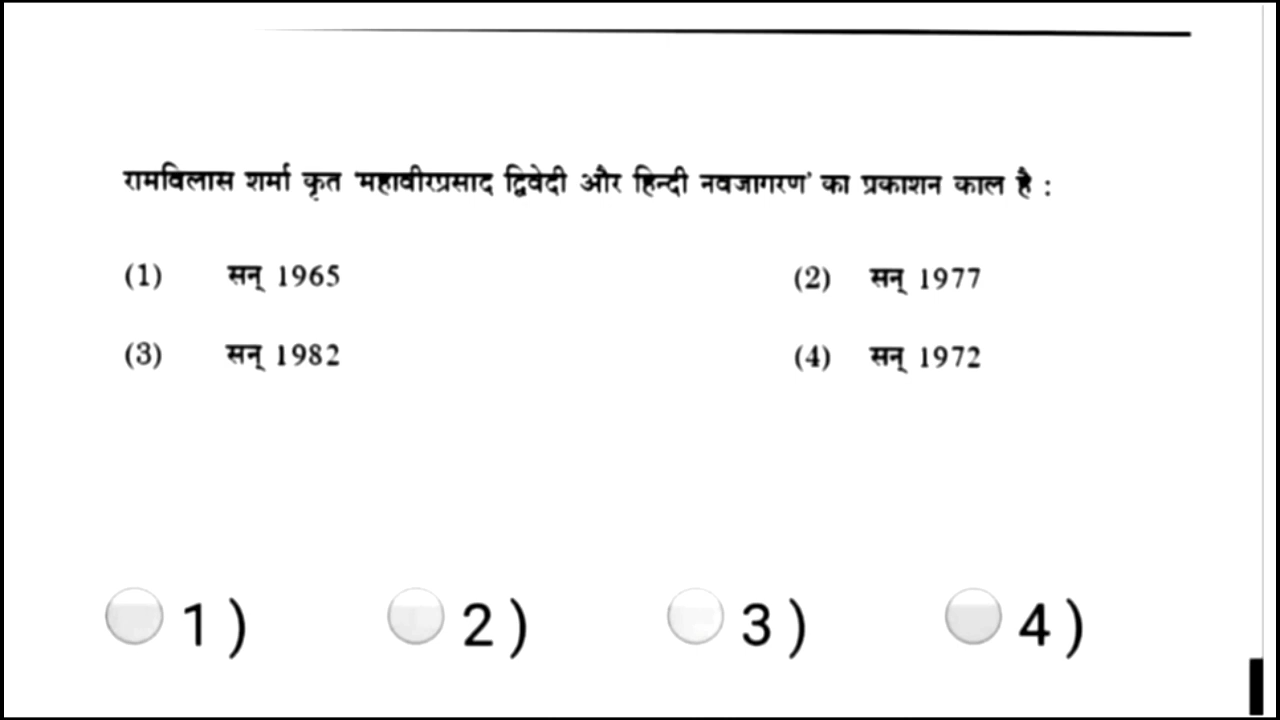 रामविलास शर्मा कृत 'महावीरप्रसाद द्विवेदी और हिन्दी नवजागरण' का प्रकाशन काल है :
(1) सन् 1965 (2) सन् 1977
(3) सन् 1982 (4) सन् 1972
1) 2) 3) 4)